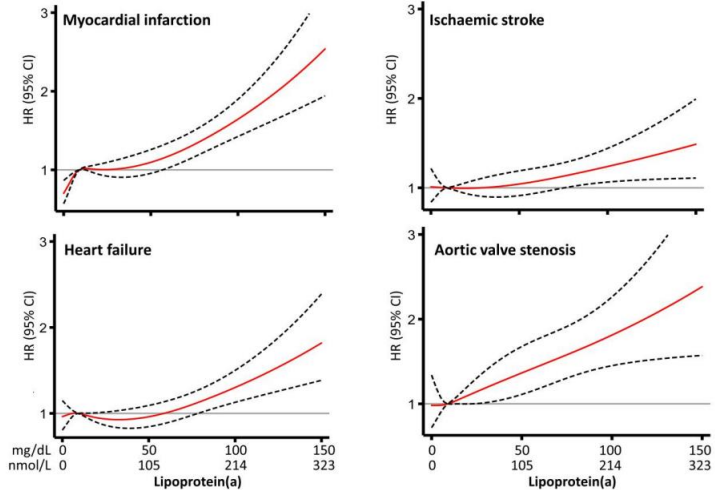 Myocardial infarction
HR (95% CI)
3
2
1
Ischaemic stroke
HR (95% CI)
3
2
1
Heart failure
HR (95% CI)
3
2
1
Aortic valve stenosis
HR (95% CI)
3
2
1
mg/dL 0 50 100 150
nmol/L 0 105 214 323
0 50 100 150
0 105 214 323
Lipoprotein(a)
Lipoprotein(a)